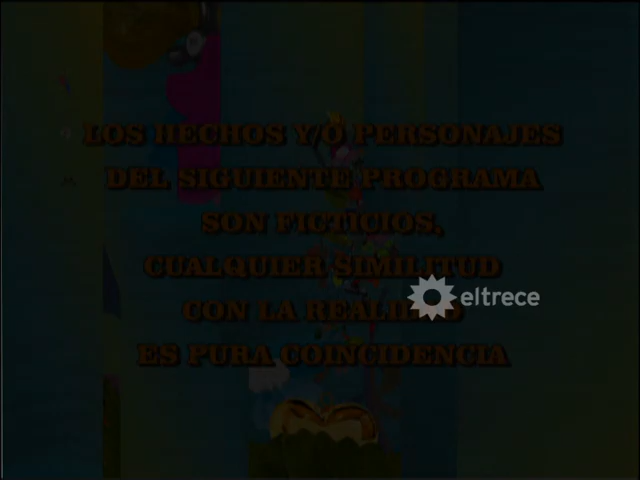 LOS HECHOS Y/O PERSONAJES
DEL SIGUIENTE PROGRAMA
SON FICTICIOS,
CUALQUIER SIMILITUD
CON LA REALIDAD
eltrece
ES PURA COINCIDENCIA